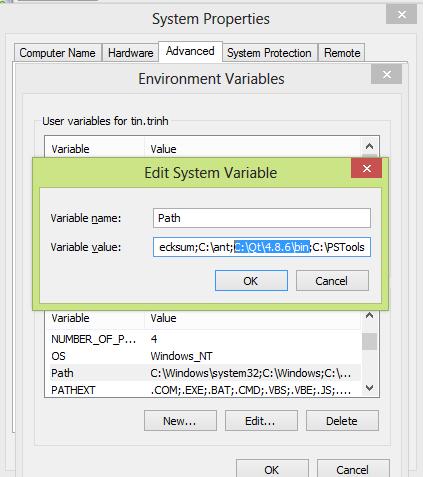 System Properties
Computer Name Hardware Advanced System Protection Remote
Environment Variables
User variables for tin.trinh
Variable Value
Edit System Variable
Variable name: Path
Variable value: ecksum;C:\ant;C:\Qt\4.8.6\bin;C:\PSTools
OK Cancel
Variable Value
NUMBER_OF_P... 4
OS Windows_NT
Path C:\Windows\system32;C:\Windows;C:\...
PATHEXT .COM;.EXE;.BAT;.CMD;.VBS;.VBE;.JS;....
New... Edit... Delete
OK Cancel